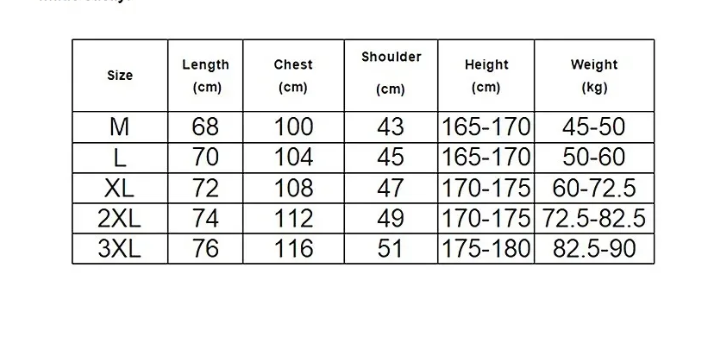 Size Length (cm) Chest (cm) Shoulder (cm) Height (cm) Weight (kg)
M 68 100 43 165-170 45-50
L 70 104 45 165-170 50-60
XL 72 108 47 170-175 60-72.5
2XL 74 112 49 170-175 72.5-82.5
3XL 76 116 51 175-180 82.5-90